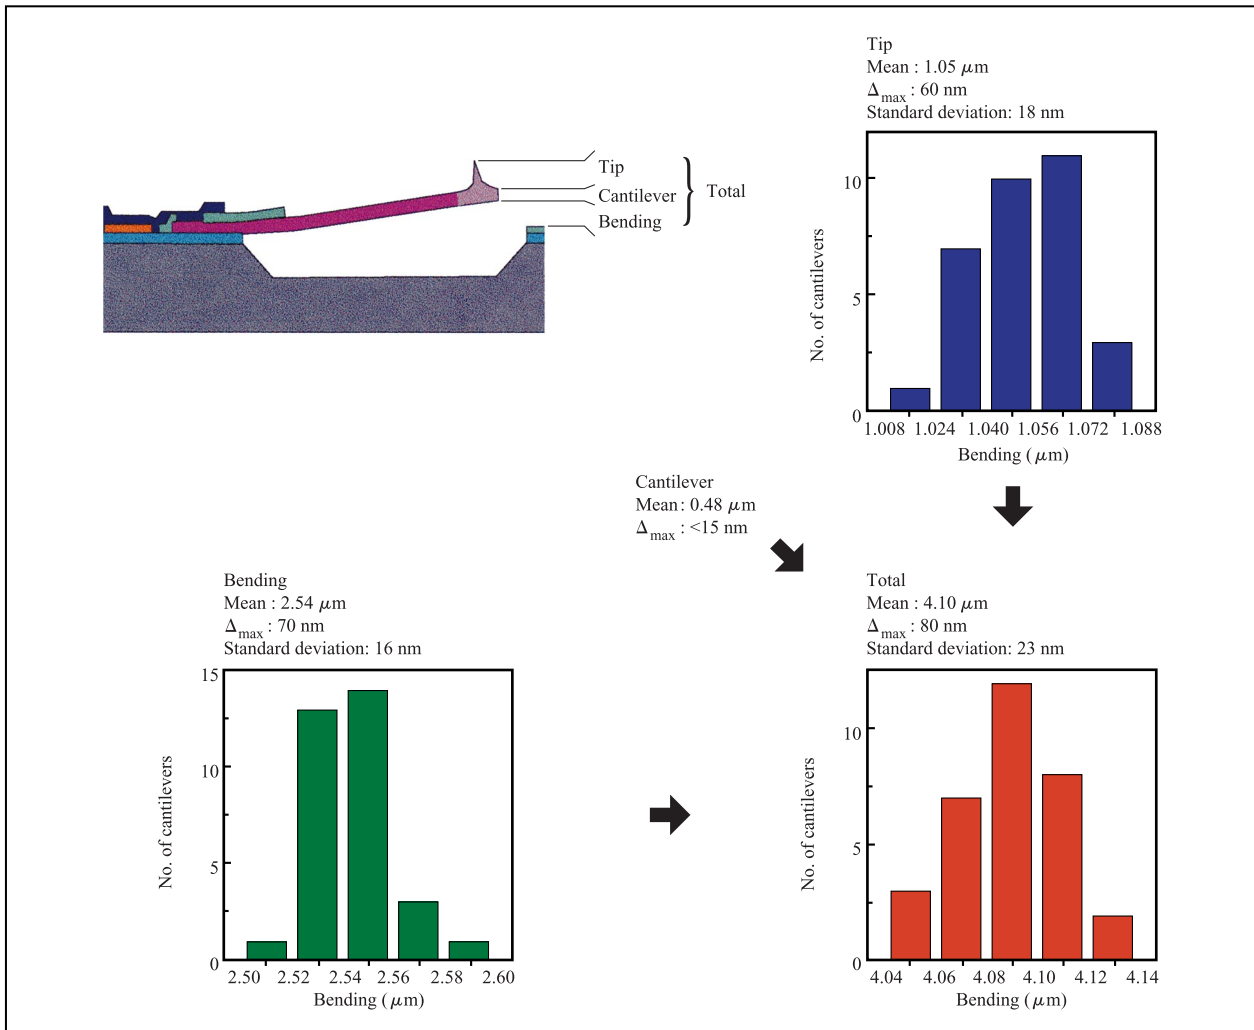 Tip
Mean : 1.05 μm
Δmax : 60 nm
Standard deviation: 18 nm
Tip
Cantilever
Bending
Total
No. of cantilevers
10
5
0
1.008 1.024 1.040 1.056 1.072 1.088
Bending (μm)
Cantilever
Mean : 0.48 μm
Δmax : <15 nm
Bending
Mean : 2.54 μm
Δmax : 70 nm
Standard deviation: 16 nm
No. of cantilevers
15
10
5
0
2.50 2.52 2.54 2.56 2.58 2.60
Bending (μm)
Total
Mean : 4.10 μm
Δmax : 80 nm
Standard deviation: 23 nm
No. of cantilevers
10
5
0
4.04 4.06 4.08 4.10 4.12 4.14
Bending (μm)